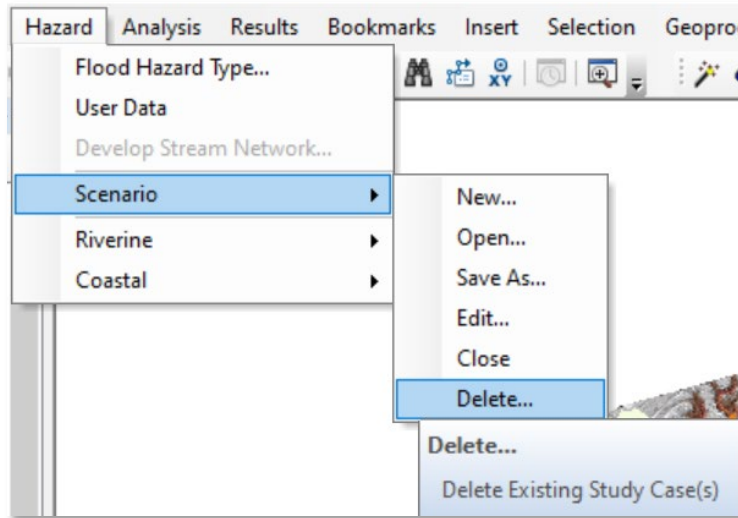 Hazard Analysis Results Bookmarks Insert Selection Geoproc
Flood Hazard Type...
User Data
Develop Stream Network...
Scenario
Riverine
Coastal
XY
New...
Open...
Save As...
Edit...
Close
Delete...
Delete...
Delete Existing Study Case(s)